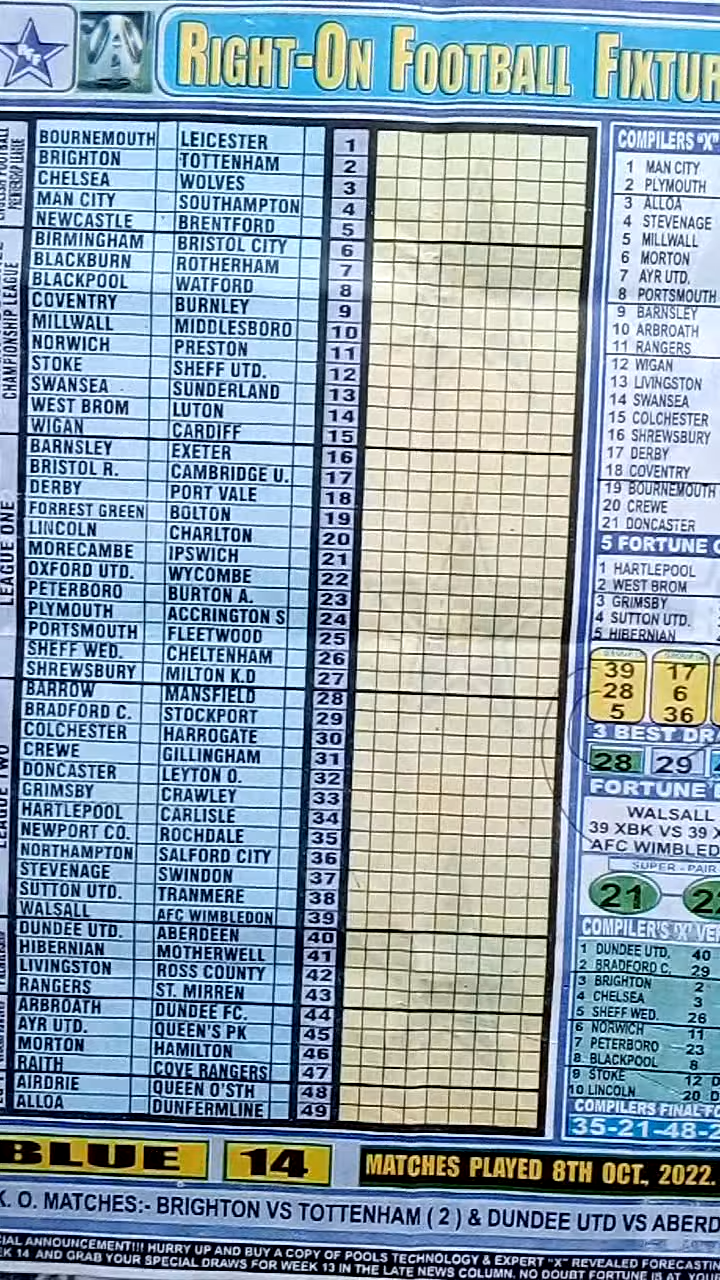 RIGHT-ON FOOTBALL FIXTUR
BOURNEMOUTH LEICESTER 1
BRIGHTON TOTTENHAM 2
CHELSEA WOLVES 3
MAN CITY SOUTHAMPTON 4
NEWCASTLE BRENTFORD 5
BIRMINGHAM BRISTOL CITY 6
BLACKBURN ROTHERHAM 7
BLACKPOOL WATFORD 8
COVENTRY BURNLEY 9
MILLWALL MIDDLESBORO 10
NORWICH PRESTON 11
STOKE SHEFF UTD. 12
SWANSEA SUNDERLAND 13
WEST BROM LUTON 14
WIGAN CARDIFF 15
BARNSLEY EXETER 16
BRISTOL R. CAMBRIDGE U. 17
DERBY PORT VALE 18
FORREST GREEN BOLTON 19
LINCOLN CHARLTON 20
MORECAMBE IPSWICH 21
OXFORD UTD. WYCOMBE 22
PETERBORO BURTON A. 23
PLYMOUTH ACCRINGTON S 24
PORTSMOUTH FLEETWOOD 25
SHEFF WED. CHELTENHAM 26
SHREWSBURY MILTON K.D 27
BARROW MANSFIELD 28
BRADFORD C. STOCKPORT 29
COLCHESTER HARROGATE 30
CREWE GILLINGHAM 31
DONCASTER LEYTON O. 32
GRIMSBY CRAWLEY 33
HARTLEPOOL CARLISLE 34
NEWPORT CO. ROCHDALE 35
NORTHAMPTON SALFORD CITY 36
STEVENAGE SWINDON 37
SUTTON UTD. TRANMERE 38
WALSALL AFC WIMBLEDON 39
DUNDEE UTD. ABERDEEN 40
HIBERNIAN MOTHERWELL 41
LIVINGSTON ROSS COUNTY 42
RANGERS ST. MIRREN 43
ARBROATH DUNDEE FC. 44
AYR UTD. QUEEN'S PK 45
MORTON HAMILTON 46
RAITH COVE RANGERS 47
AIRDRIE QUEEN O'STH 48
ALLOA DUNFERMLINE 49
CHAMPIONSHIP LEAGUE
LEAGUE ONE
LEAGUE TWO
COMPILERS "X"
1 MAN CITY
2 PLYMOUTH
3 ALLOA
4 STEVENAGE
5 MILLWALL
6 MORTON
7 AYR UTD.
8 PORTSMOUTH
9 BARNSLEY
10 ARBROATH
11 RANGERS
12 WIGAN
13 LIVINGSTON
14 SWANSEA
15 COLCHESTER
16 SHREWSBURY
17 DERBY
18 COVENTRY
19 BOURNEMOUTH
20 CREWE
21 DONCASTER
5 FORTUNE
1 HARTLEPOOL
2 WEST BROM
3 GRIMSBY
4 SUTTON UTD.
5 HIBERNIAN
39 17
28 6
5 36
3 BEST DR
28 29
FORTUNE
WALSALL
39 XBK VS 39 X
AFC WIMBLED
SUPER - PAIR
21 2
COMPILER'S 'X' VE
1 DUNDEE UTD. 40
2 BRADFORD C. 29
3 BRIGHTON 2
4 CHELSEA 3
5 SHEFF WED. 26
6 NORWICH 11
7 PETERBORO 23
8 BLACKPOOL 8
9 STOKE 12 D
10 LINCOLN 20 D
COMPILERS FINAL FO
35-21-48-2
BLUE 14 MATCHES PLAYED 8TH OCT., 2022.
K. O. MATCHES:- BRIGHTON VS TOTTENHAM ( 2 ) & DUNDEE UTD VS ABERD
CIAL ANNOUNCEMENT!!! HURRY UP AND BUY A COPY OF POOLS TECHNOLOGY & EXPERT "X" REVEALED FORECASTIN
EK 14 AND GRAB YOUR SPECIAL DRAWS FOR WEEK 13 IN THE LATE NEWS COLUMN. NO DOUBT FORTUNE IS AT YOU